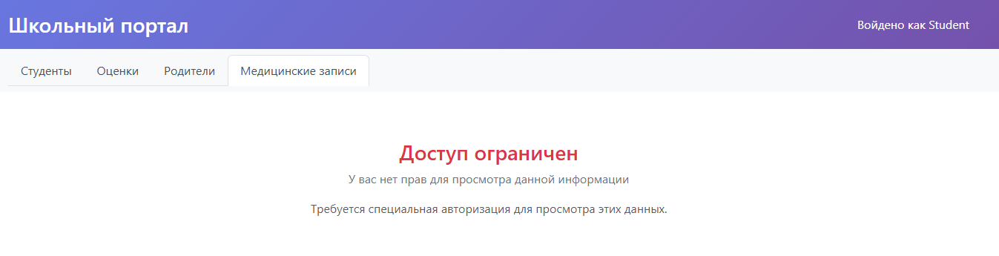 Школьный портал
Войдено как Student
Студенты Оценки Родители Медицинские записи
Доступ ограничен
У вас нет прав для просмотра данной информации
Требуется специальная авторизация для просмотра этих данных.